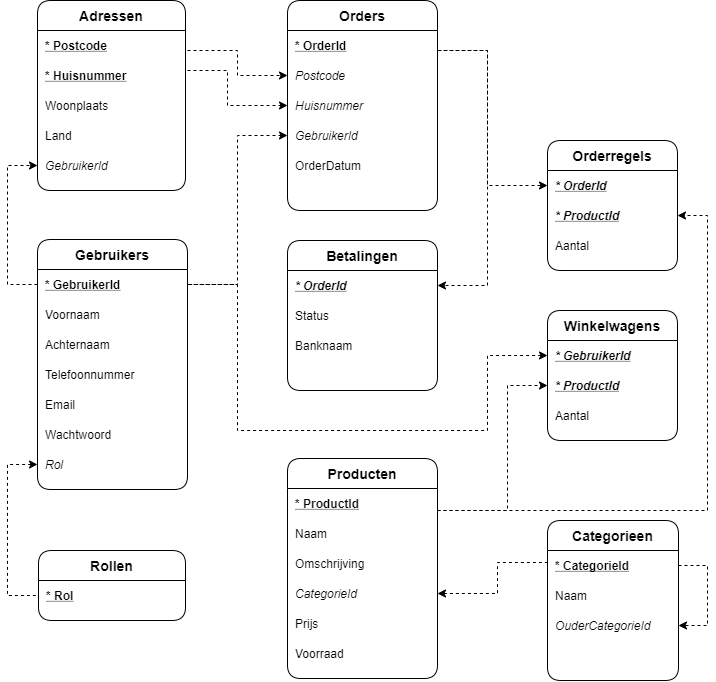 Adressen
* Postcode
* Huisnummer
Woonplaats
Land
GebruikerId
Orders
* OrderId
Postcode
Huisnummer
GebruikerId
OrderDatum
Orderregels
* OrderId
* ProductId
Aantal
Gebruikers
* GebruikerId
Voornaam
Achternaam
Telefoonnummer
Email
Wachtwoord
Rol
Betalingen
* OrderId
Status
Banknaam
Winkelwagens
* GebruikerId
* ProductId
Aantal
Rollen
* Rol
Producten
* ProductId
Naam
Omschrijving
CategorieId
Prijs
Voorraad
Categorieen
* CategorieId
Naam
OuderCategorieId